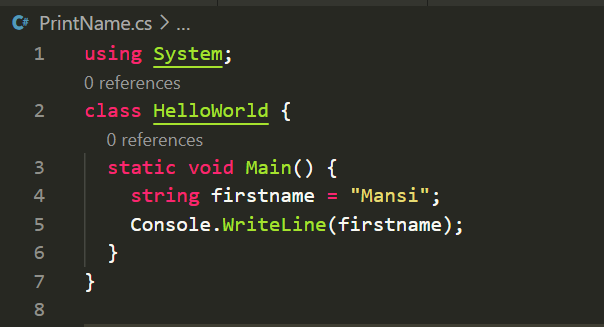 C# PrintName.cs > ...
1 using System;
0 references
2 class HelloWorld {
0 references
3 static void Main() {
4 string firstname = "Mansi";
5 Console.WriteLine(firstname);
6 }
7 }
8